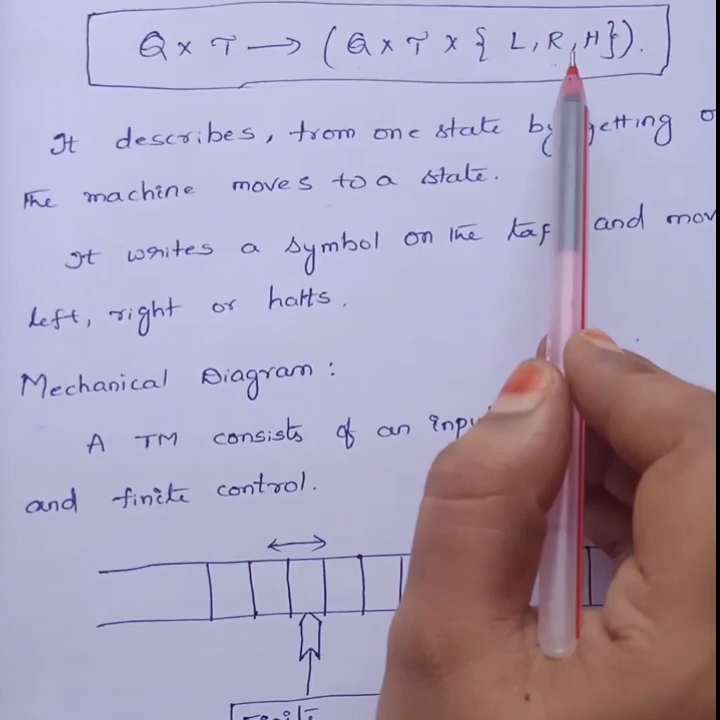 Q × T → (Q × T × { L, R, H}).
It describes, from one state by getting
The machine moves to a state.
It writes a symbol on the and
Left, right or halts.
Mechanical Diagram:
A TM consists of an
and finite control.